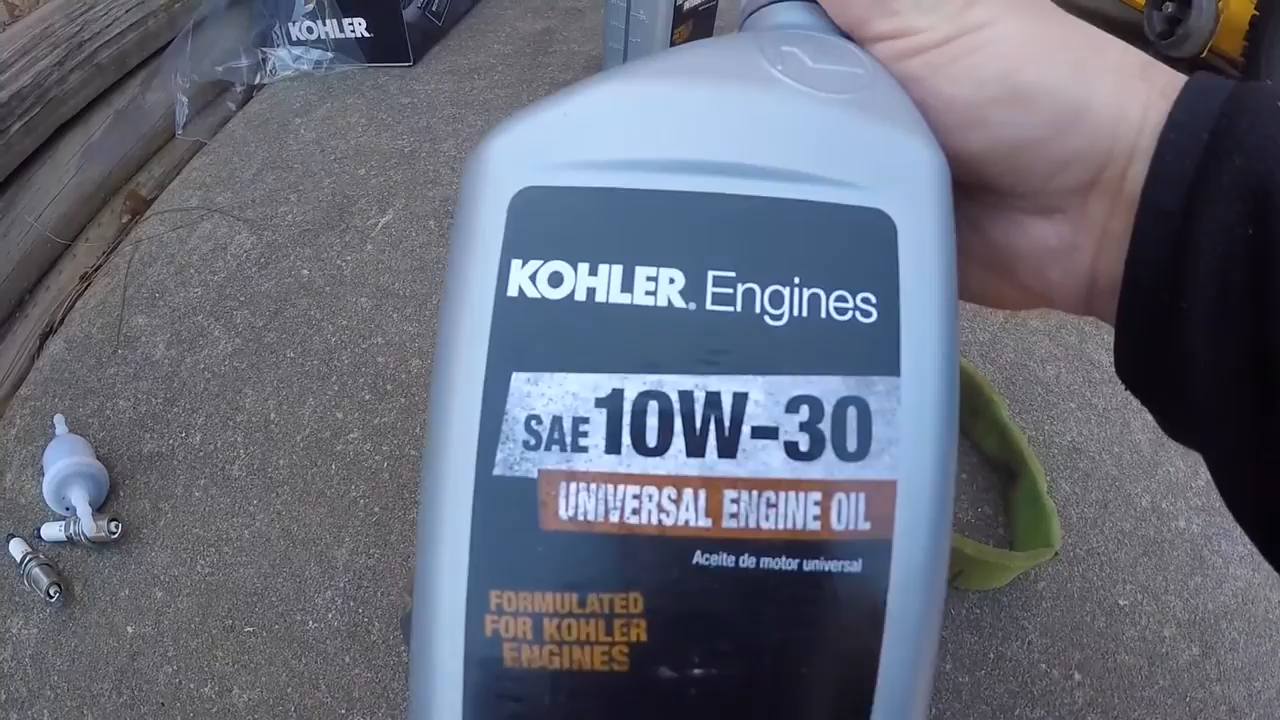 KOHLER
KOHLER. Engines
SAE 10W-30
UNIVERSAL ENGINE OIL
Aceite de motor universal
FORMULATED
FOR KOHLER
ENGINES